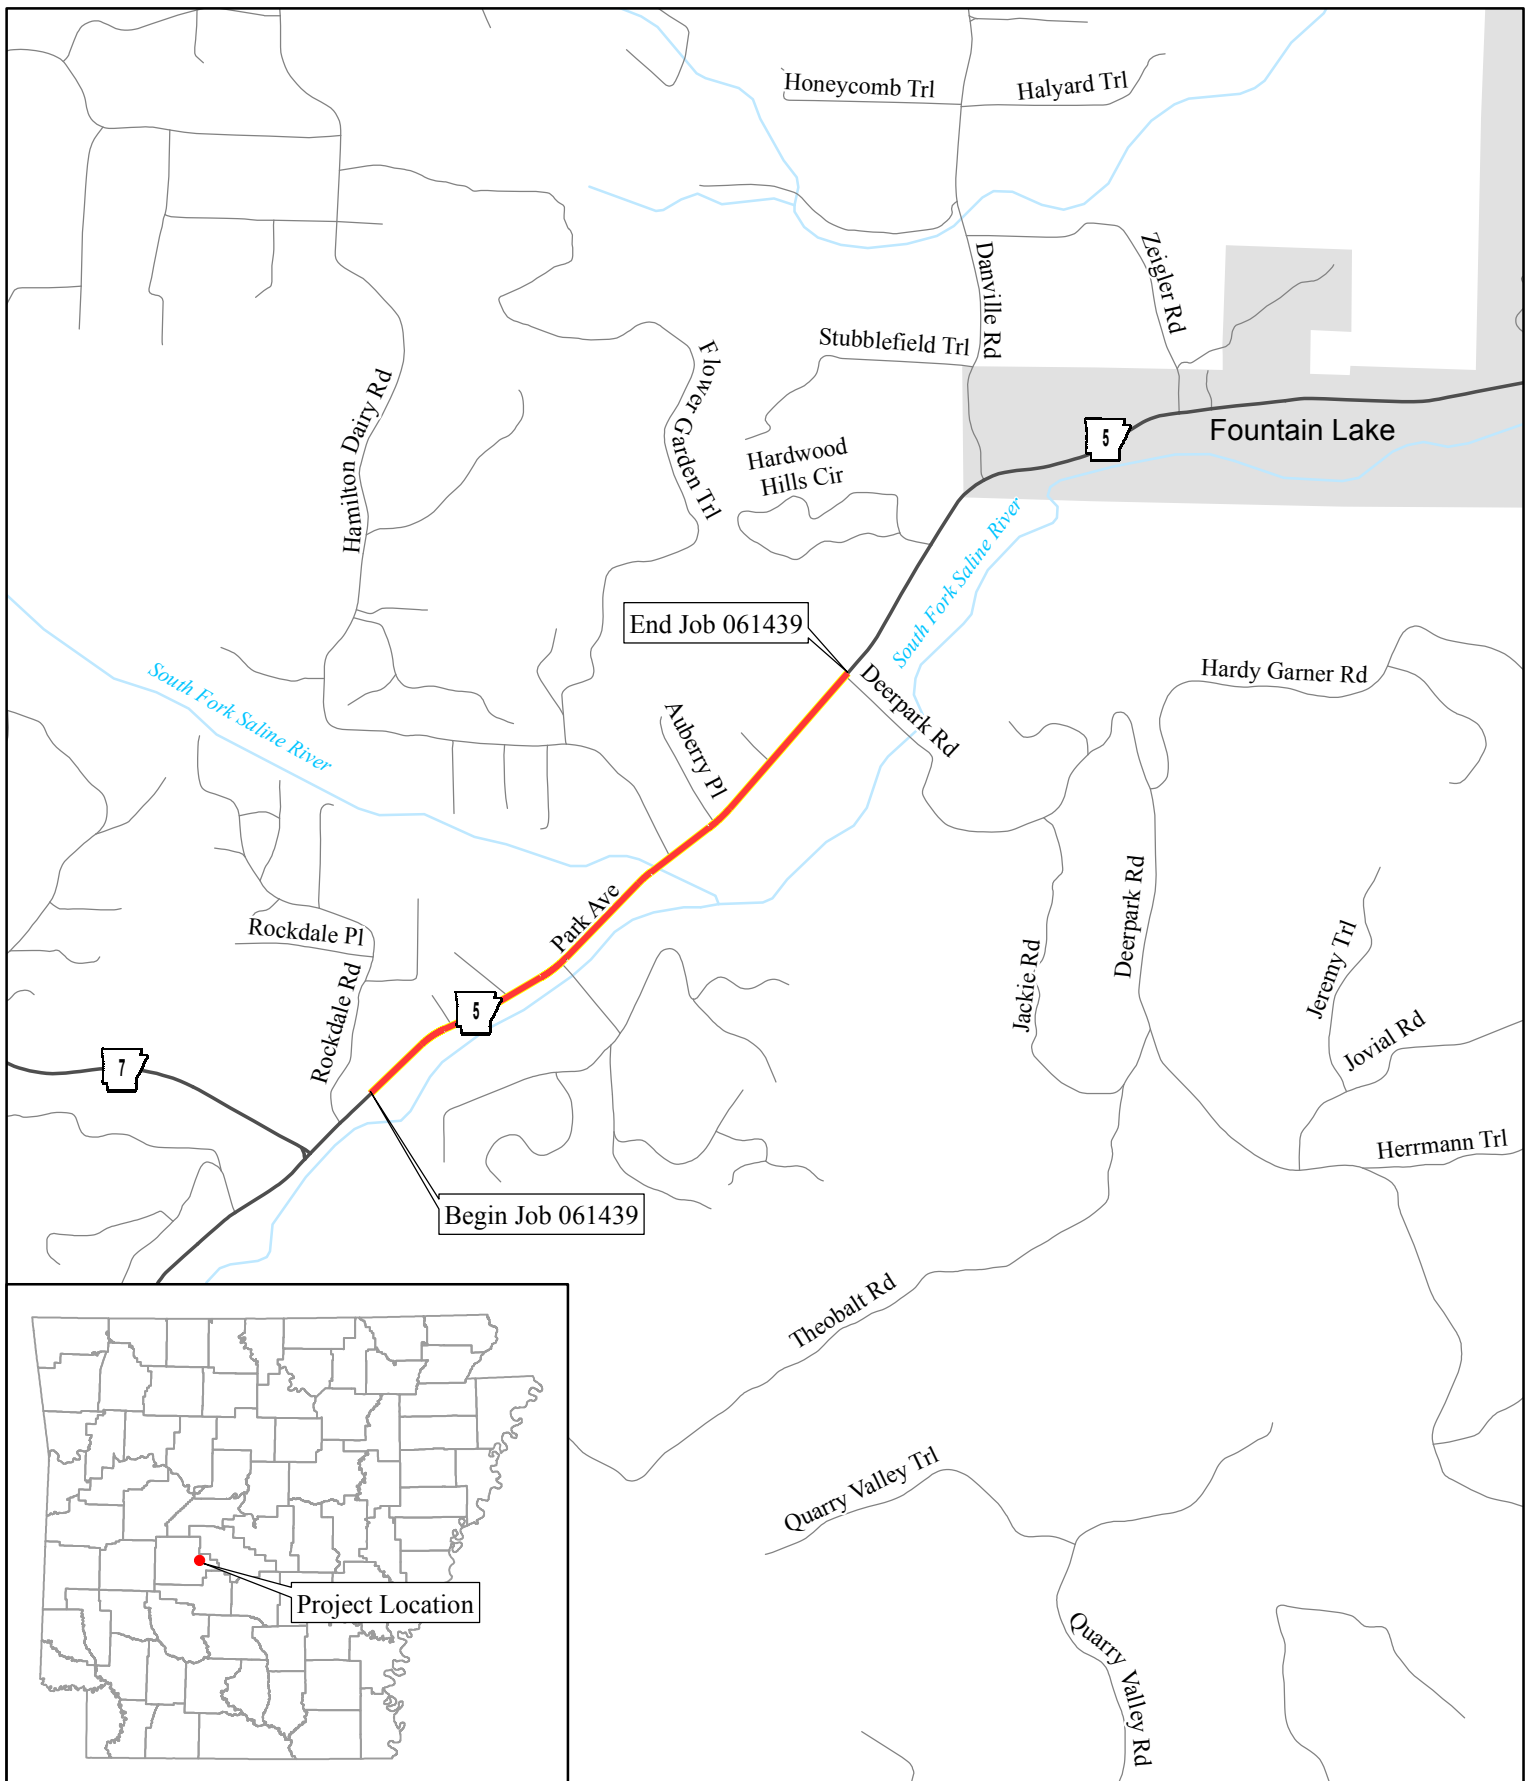 Honeycomb Trl
Halyard Trl
Danville Rd
Zeigler Rd
Stubblefield Trl
Flower Garden Trl
Hamilton Dairy Rd
5
Fountain Lake
Hardwood
Hills Cir
South Fork Saline River
End Job 061439
Deerpark Rd
Hardy Garner Rd
South Fork Saline River
Auberry Pl
Park Ave
Rockdale Pl
Rockdale Rd
Deerpark Rd
Jackie Rd
Jeremy Trl
Jovial Rd
5
7
Herrmann Trl
Begin Job 061439
Theobalt Rd
Quarry Valley Trl
Quarry Valley Rd
Project Location